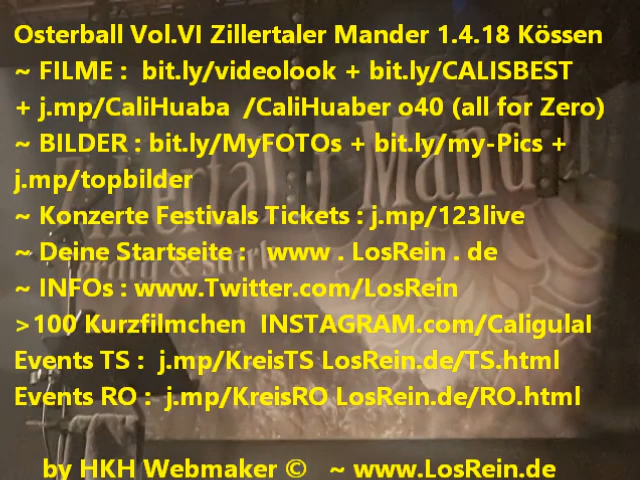 Osterball Vol.VI Zillertaler Mander 1.4.18 Kössen
~ FILME :  bit.ly/videolook + bit.ly/CALISBEST
+ j.mp/CaliHuaba  /CaliHuaber o40 (all for Zero)
~ BILDER : bit.ly/MyFOTOs + bit.ly/my-Pics +
j.mp/topbilder
~ Konzerte Festivals Tickets : j.mp/123live
~ Deine Startseite :   www . LosRein . de
~ INFOs : www.Twitter.com/LosRein
>100 Kurzfilmchen  INSTAGRAM.com/CaligulaI
Events TS :  j.mp/KreisTS LosRein.de/TS.html
Events RO :  j.mp/KreisRO LosRein.de/RO.html
by HKH Webmaker ©   ~ www.LosRein.de
Zillertaler Mander